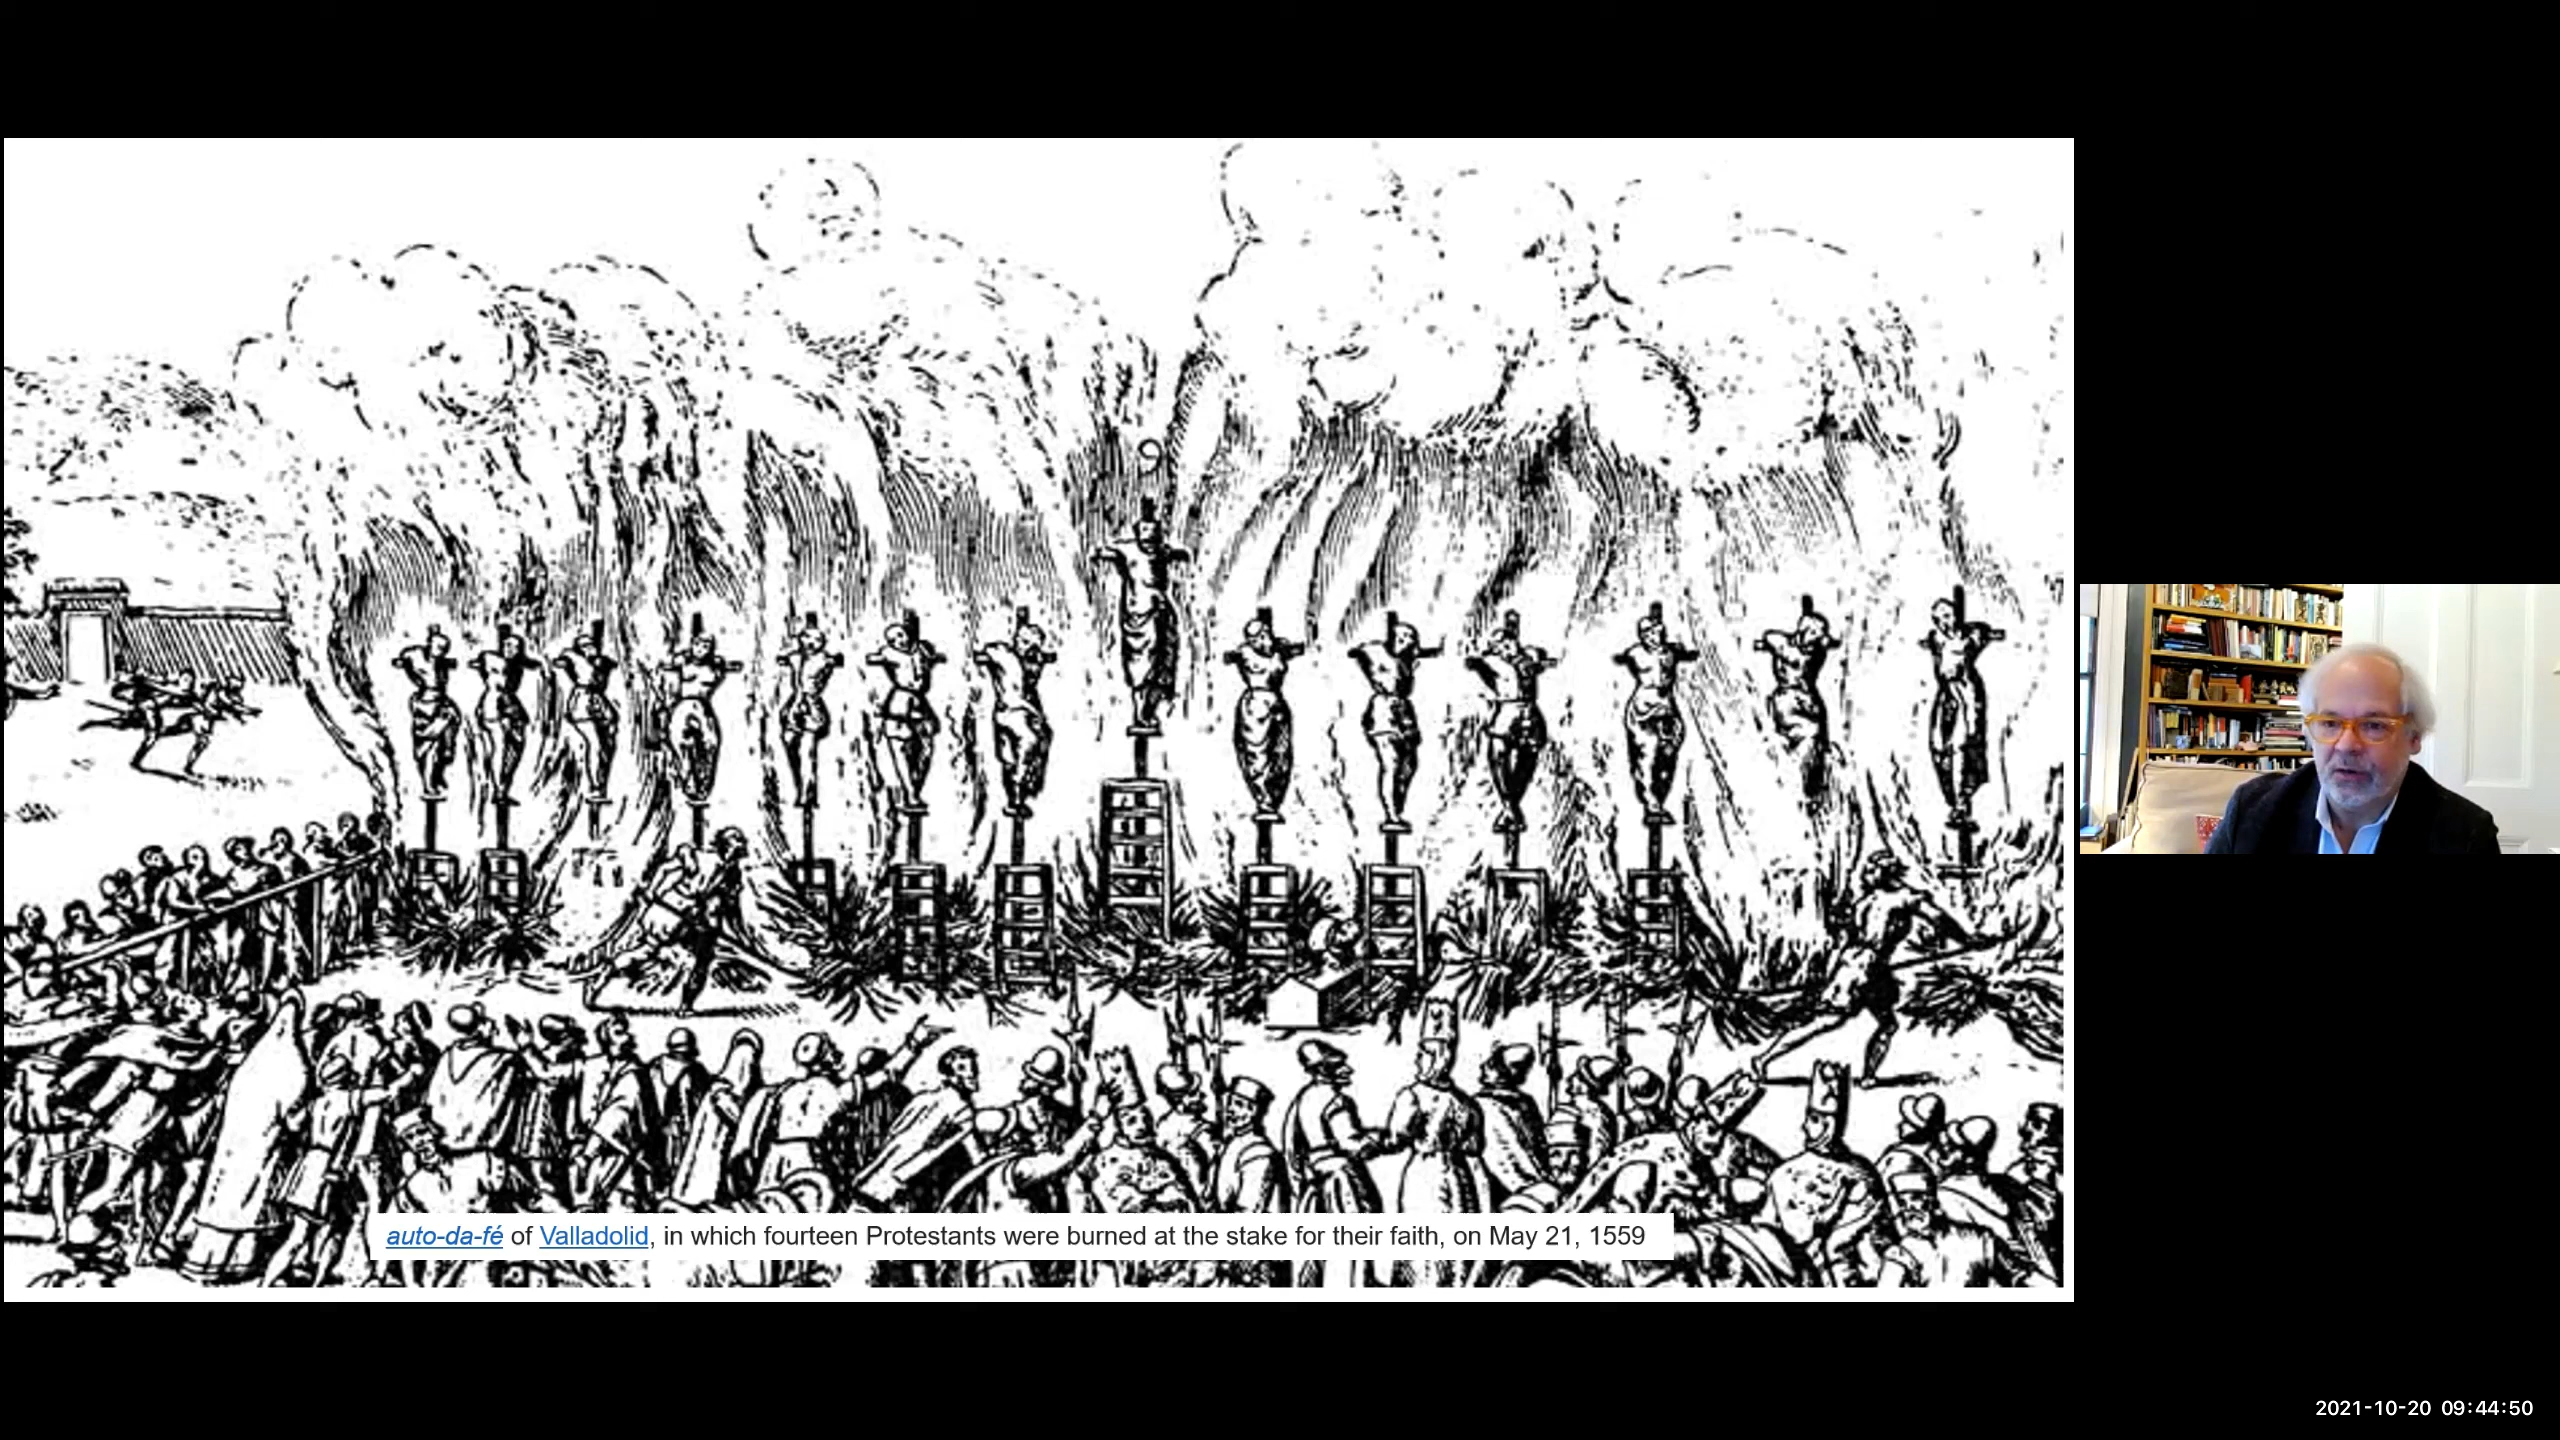 auto-da-fé of Valladolid, in which fourteen Protestants were burned at the stake for their faith, on May 21, 1559
2021-10-20 09:44:50